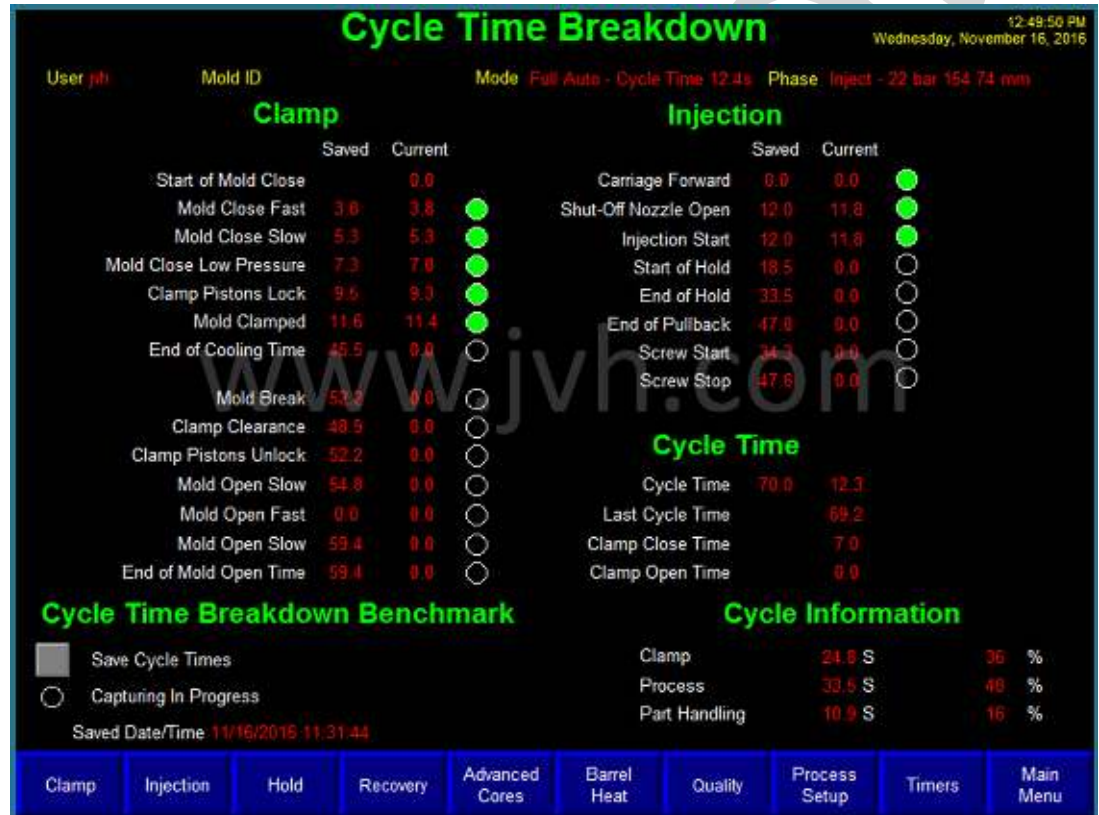 Cycle Time Breakdown
12:49:50 PM
Wednesday, November 16, 2016
User Mold ID Mode Full Auto - Cycle Time 12.4s Phase Inject - 22 bar 154.74 mm
Clamp
Saved Current
Start of Mold Close 0.0
Mold Close Fast 3.8
Mold Close Slow 5.3 5.3
Mold Close Low Pressure 7.3 7.0
Clamp Pistons Lock 9.5 9.3
Mold Clamped 11.6 11.4
End of Cooling Time 45.5 0.0
Mold Break 0.0
Clamp Clearance 48.9 0.0
Clamp Pistons Unlock 52.2 0.0
Mold Open Slow 54.8 0.0
Mold Open Fast 0.0 0.0
Mold Open Slow 59.4 0.0
End of Mold Open Time 59.4 0.0
Injection
Saved Current
Carriage Forward 0.0 0.0
Shut-Off Nozzle Open 12.0 11.8
Injection Start 12.0 11.8
Start of Hold 18.5 0.0
End of Hold 33.5 0.0
End of Pullback 0.0
Screw Start 34.3 0.0
Screw Stop 47.6 0.0
Cycle Time
Cycle Time 70.0 12.3
Last Cycle Time 69.2
Clamp Close Time 7.0
Clamp Open Time 0.0
Cycle Time Breakdown Benchmark
Save Cycle Times
Capturing In Progress
Saved Date/Time 11/16/2016 11:31:44
Cycle Information
Clamp 24.8 S 36 %
Process 33.5 S 48 %
Part Handling 10.9 S 16 %
Clamp Injection Hold Recovery Advanced Cores Barrel Heat Quality Process Setup Timers Main Menu
www.jvh.com